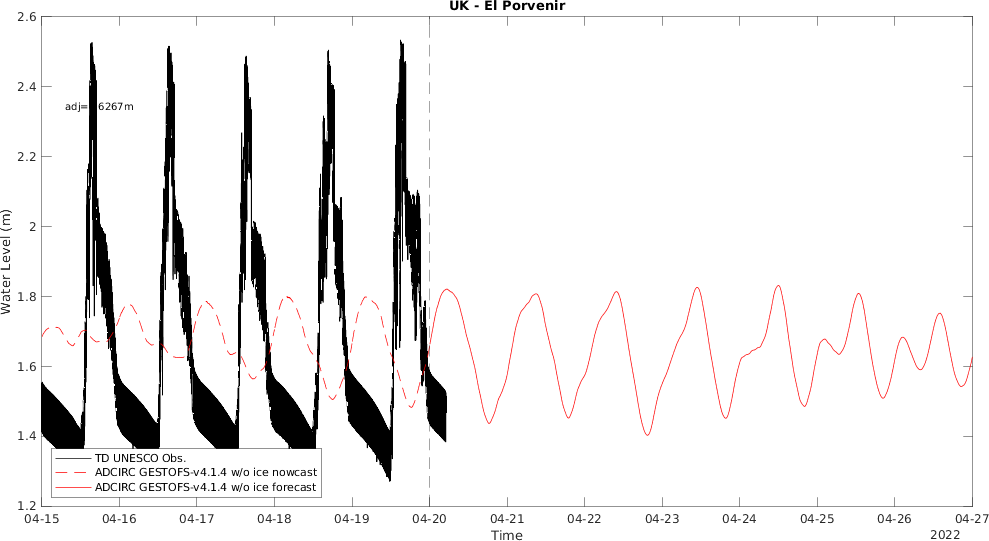 UK - El Porvenir
2.6
2.4
2.2
2
1.8
1.6
1.4
1.2
Water Level (m)
adj= 6267m
TD UNESCO Obs.
ADCIRC GESTOFS-v4.1.4 w/o ice nowcast
ADCIRC GESTOFS-v4.1.4 w/o ice forecast
04-15 04-16 04-17 04-18 04-19 04-20 04-21 04-22 04-23 04-24 04-25 04-26 04-27
Time
2022